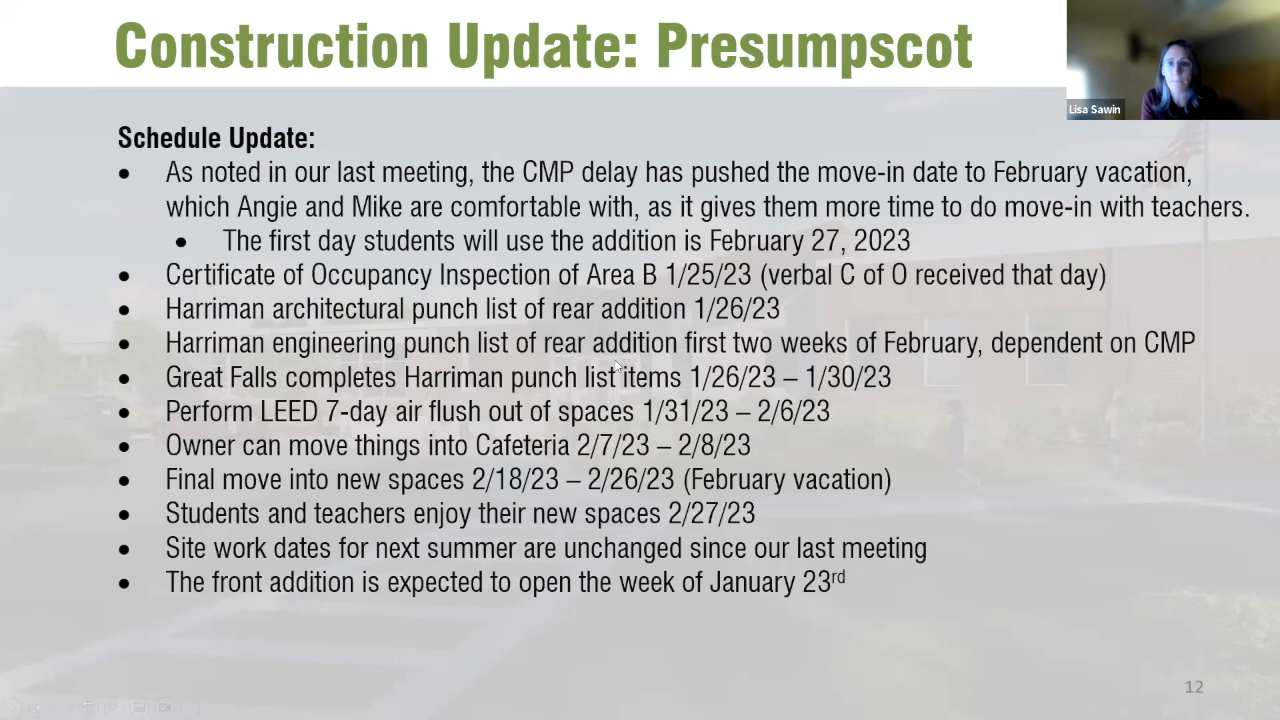 Construction Update: Presumpscot
Lisa Sawin
Schedule Update:
• As noted in our last meeting, the CMP delay has pushed the move-in date to February vacation,
which Angie and Mike are comfortable with, as it gives them more time to do move-in with teachers.
• The first day students will use the addition is February 27, 2023
• Certificate of Occupancy Inspection of Area B 1/25/23 (verbal C of O received that day)
• Harriman architectural punch list of rear addition 1/26/23
• Harriman engineering punch list of rear addition first two weeks of February, dependent on CMP
• Great Falls completes Harriman punch list items 1/26/23 – 1/30/23
• Perform LEED 7-day air flush out of spaces 1/31/23 – 2/6/23
• Owner can move things into Cafeteria 2/7/23 – 2/8/23
• Final move into new spaces 2/18/23 – 2/26/23 (February vacation)
• Students and teachers enjoy their new spaces 2/27/23
• Site work dates for next summer are unchanged since our last meeting
• The front addition is expected to open the week of January 23rd
12